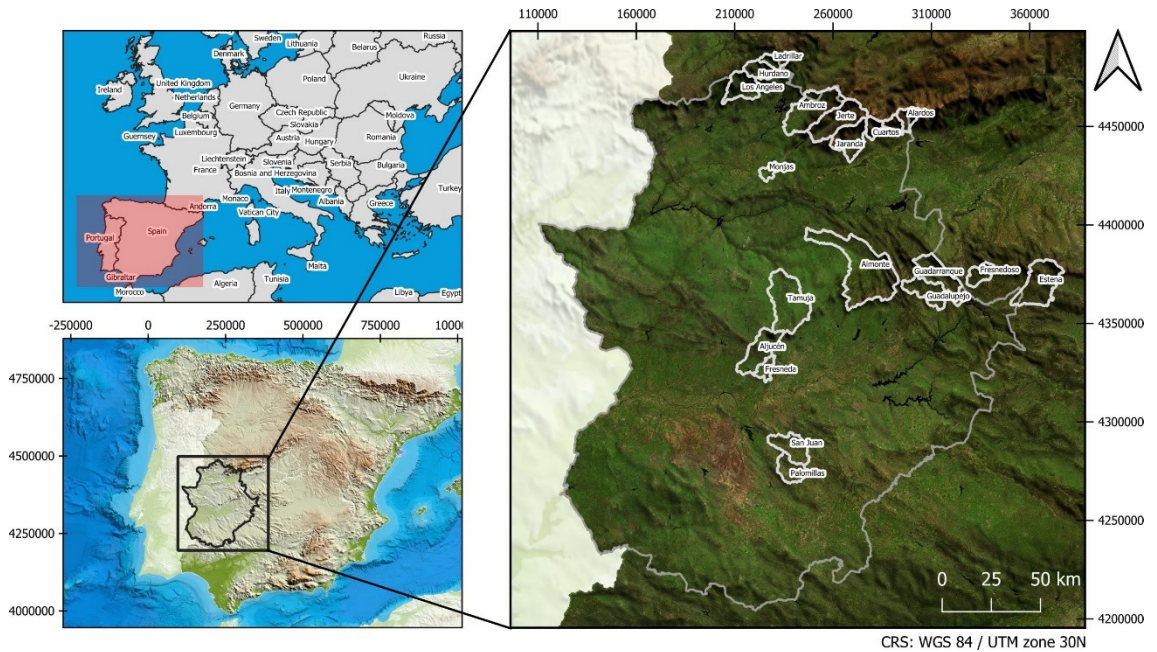 Russia
Sweden
Lithuania
Denmark
Belarus
United Kingdom
Ireland
Poland
Netherlands
Ukraine
Germany
Belgium
Czech Republic
Guernsey
Luxembourg
Slovakia
Moldova
Austria
Hungary
Romania
Liechtenstein
Slovenia
France
Serbia
Bosnia and Herzegovina
Bulgaria
Monaco
Italy
Montenegro
Andorra
Vatican City
Albania
Turkey
Greece
Portugal
Spain
Gibraltar
Malta
Algeria
Tunisia
Morocco
Libya
Egypt
-250000 0 250000 500000 750000 1000
4750000
4500000
4250000
4000000
110000 160000 210000 260000 310000 360000
Ladrillar
Hurdano
Los Angeles
Ambroz
Jerte
Alardos
Cuartos
Jaranda
Monjas
Almonte
Guadarranque
Fresnedoso
Estena
Guadalupejo
Tamuja
Aljucén
Fresneda
San Juan
Palomillas
4450000
4400000
4350000
4300000
4250000
4200000
0 25 50 km
CRS: WGS 84 / UTM zone 30N